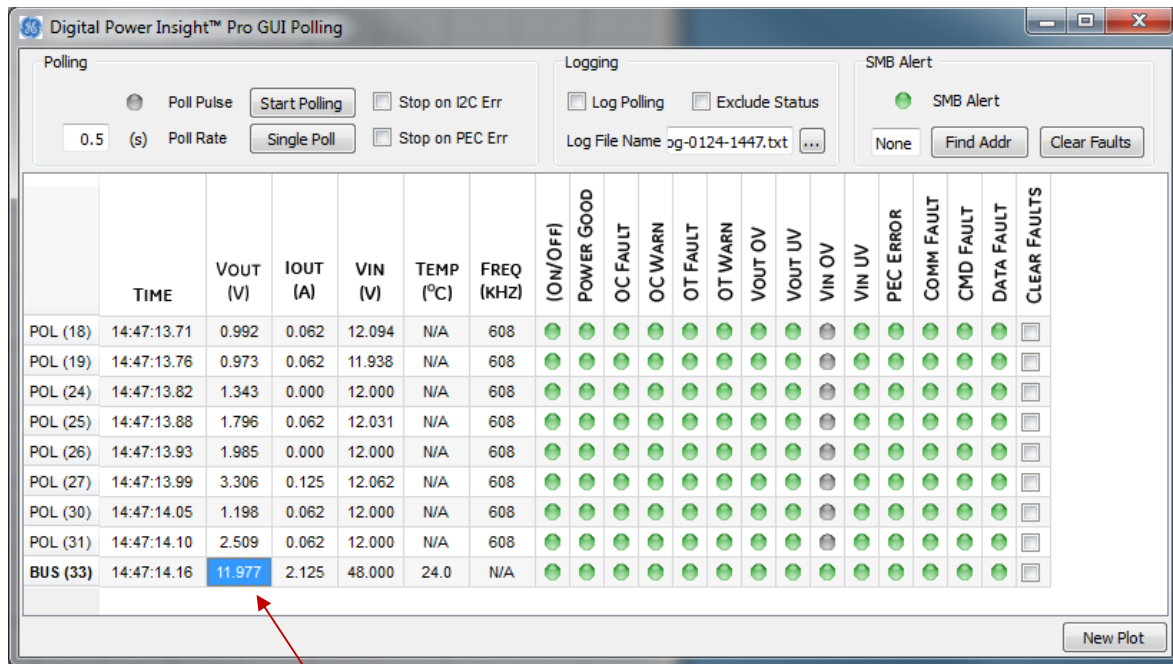 Digital Power Insight™ Pro GUI Polling
Polling
Logging
SMB Alert
Poll Pulse Start Polling Stop on I2C Err
Log Polling Exclude Status
SMB Alert
0.5 (s) Poll Rate Single Poll Stop on PEC Err
Log File Name og-0124-1447.txt ...
None Find Addr Clear Faults
TIME VOUT (V) IOUT (A) VIN (V) TEMP (°C) FREQ (KHZ) (ON/OFF) POWER GOOD OC FAULT OC WARN OT FAULT OT WARN VOUT OV VOUT UV VIN OV VIN UV PEC ERROR COMM FAULT CMD FAULT DATA FAULT CLEAR FAULTS
POL (18) 14:47:13.71 0.992 0.062 12.094 N/A 608
POL (19) 14:47:13.76 0.973 0.062 11.938 N/A 608
POL (24) 14:47:13.82 1.343 0.000 12.000 N/A 608
POL (25) 14:47:13.88 1.796 0.062 12.031 N/A 608
POL (26) 14:47:13.93 1.985 0.000 12.000 N/A 608
POL (27) 14:47:13.99 3.306 0.125 12.062 N/A 608
POL (30) 14:47:14.05 1.198 0.062 12.000 N/A 608
POL (31) 14:47:14.10 2.509 0.062 12.000 N/A 608
BUS (33) 14:47:14.16 11.977 2.125 48.000 24.0 N/A
New Plot